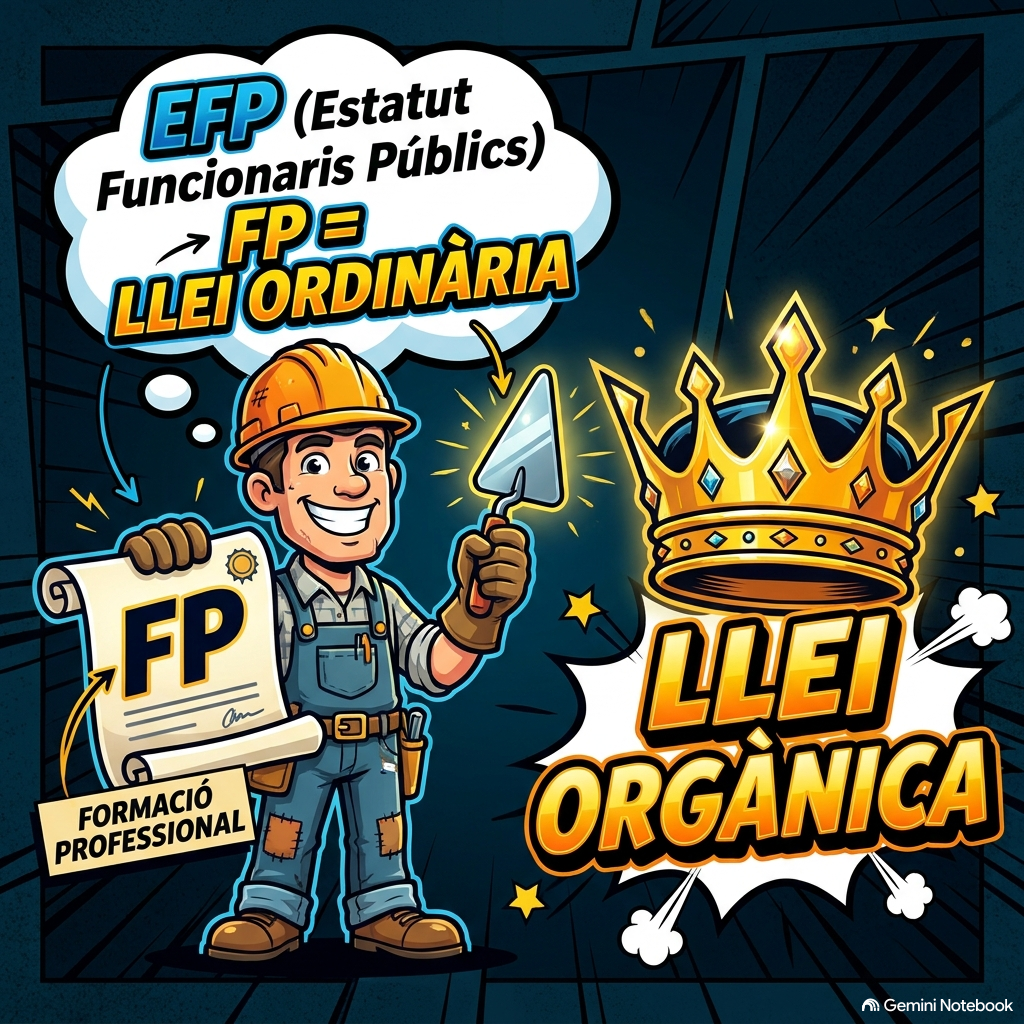 EFP (Estatut
Funcionaris Públics)
FP =
LLEI ORDINÀRIA
FP
FORMACIÓ
PROFESSIONAL
LLEI
ORGÀNICA
Gemini Notebook